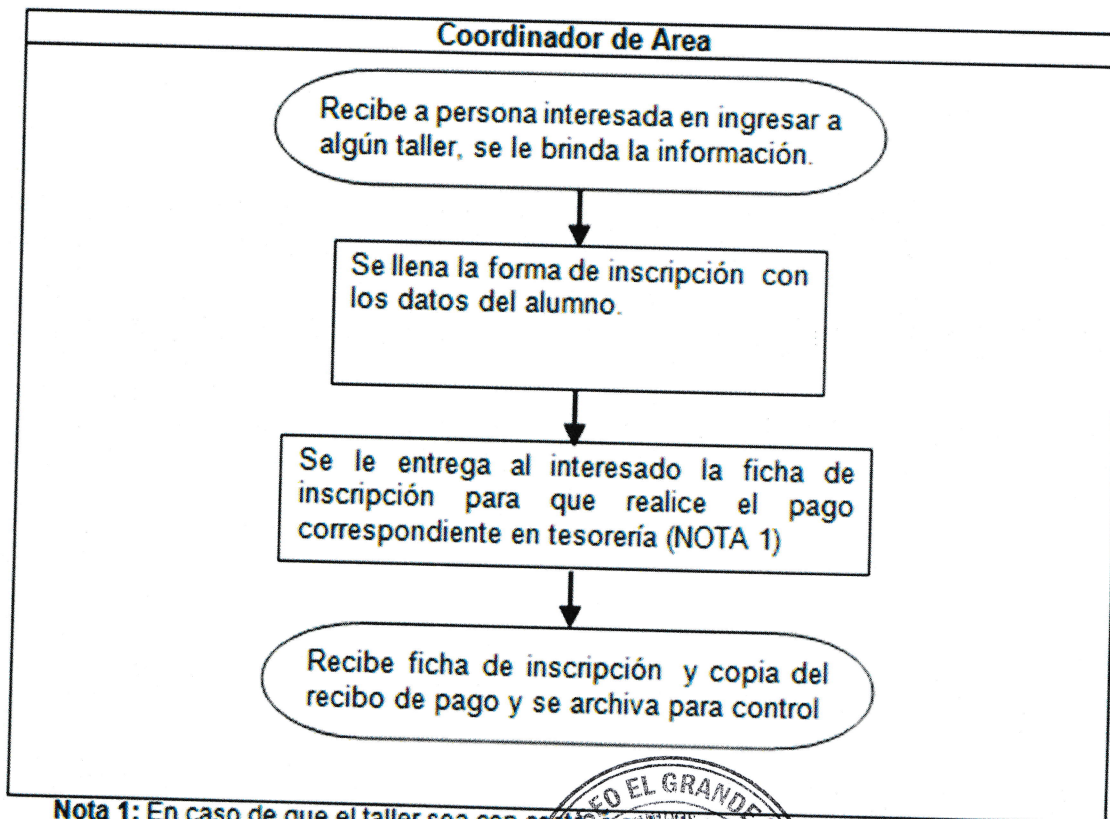 Coordinador de Area
Recibe a persona interesada en ingresar a
algún taller, se le brinda la información.
Se llena la forma de inscripción con
los datos del alumno.
Se le entrega al interesado la ficha de
inscripción para que realice el pago
correspondiente en tesorería (NOTA 1)
Recibe ficha de inscripción y copia del
recibo de pago y se archiva para control
EL GRANDE
Nota 1: En caso de que el taller sea con